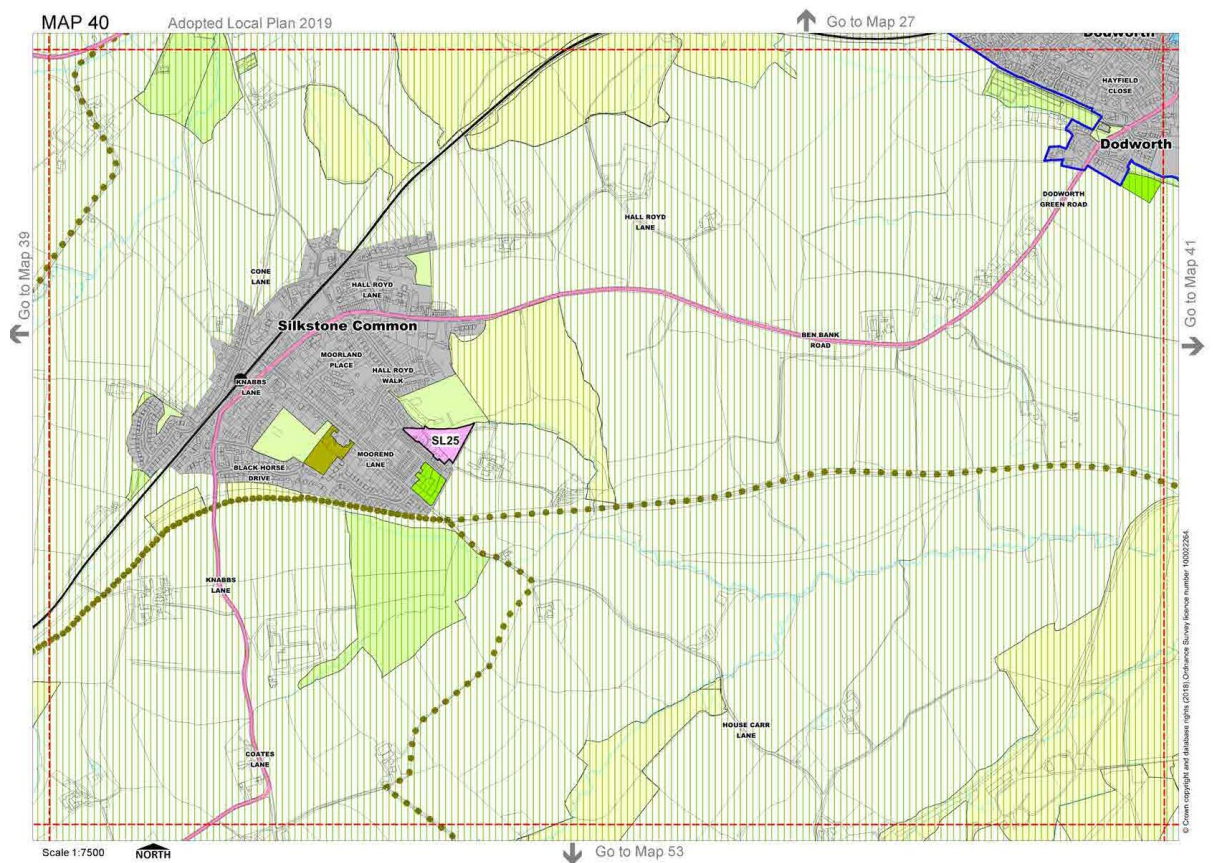 MAP 40
Adopted Local Plan 2019
Go to Map 27
Dodworth
HAYFIELD
CLOSE
Dodworth
DODWORTH
GREEN ROAD
HALL ROYD
LANE
CONE
LANE
Go to Map 39
Go to Map 41
HALL ROYD
LANE
Silkstone Common
BEN BANK
ROAD
MOORLAND
PLACE
HALL ROYD
WALK
KNABBS
LANE
SL25
MOOREND
LANE
BLACK HORSE
DRIVE
KNABBS
LANE
HOUSE CARR
LANE
COATES
LANE
© Crown copyright and database rights (2018) Ordnance Survey licence number 100022264.
Scale 1:7500
NORTH
Go to Map 53